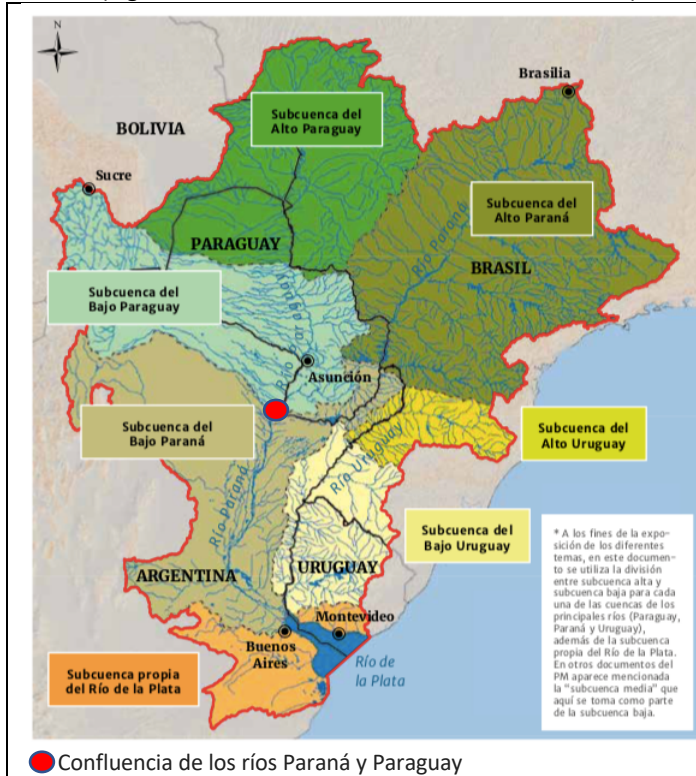 N
Brasilia
Subcuenca del
Alto Paraguay
BOLIVIA
Sucre
Subcuenca del
Alto Paraná
PARAGUAY
Río Paraná
BRASIL
Subcuenca del
Bajo Paraguay
Río Paraguay
Asunción
Subcuenca del
Bajo Paraná
Subcuenca del
Alto Uruguay
Río Uruguay
Río Paraná
Subcuenca del
Bajo Uruguay
* A los fines de la expo-
sición de los diferentes
temas, en este documen-
to se utiliza la división
entre subcuenca alta y
subcuenca baja para cada
una de las cuencas de los
principales ríos (Paraguay,
Paraná y Uruguay),
además de la subcuenca
propia del Río de la Plata.
En otros documentos del
PM aparece mencionada
la "subcuenca media" que
aquí se toma como parte
de la subcuenca baja.
ARGENTINA
URUGUAY
Montevideo
Buenos
Aires
Río de
la Plata
Subcuenca propia
del Río de la Plata
Confluencia de los ríos Paraná y Paraguay